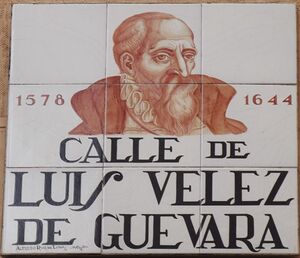 1578 1644
CALLE DE
LUIS VELEZ
DE GUEVARA